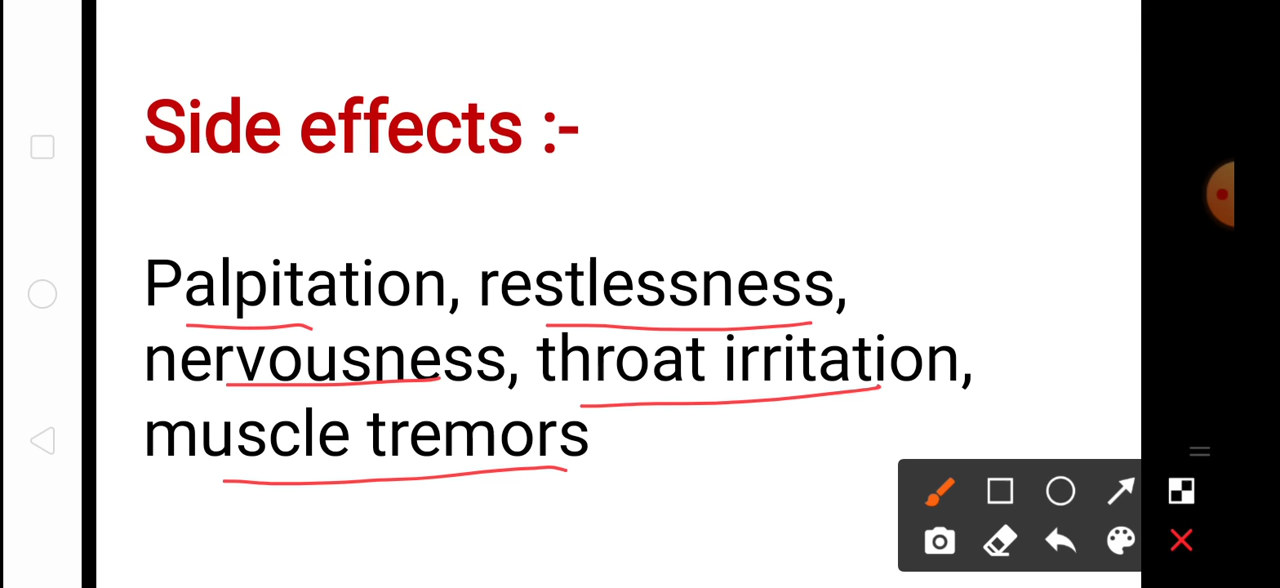 Side effects :-
Palpitation, restlessness,
nervousness, throat irritation,
muscle tremors